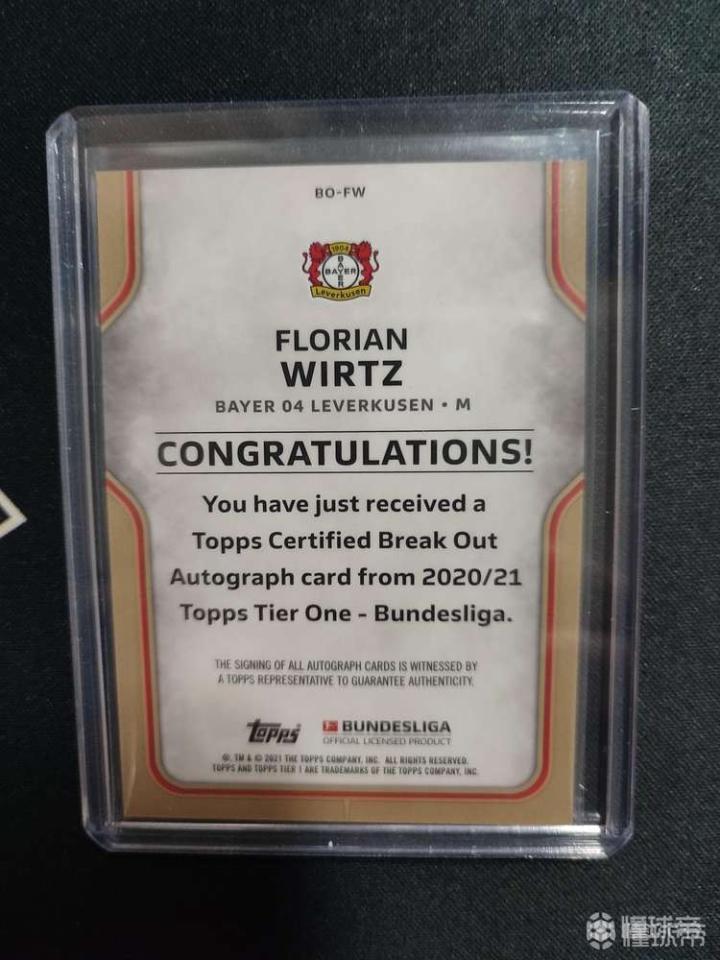 BO-FW
1904
BAYER
BAYER
Leverkusen
FLORIAN
WIRTZ
BAYER 04 LEVERKUSEN • M
CONGRATULATIONS!
You have just received a
Topps Certified Break Out
Autograph card from 2020/21
Topps Tier One - Bundesliga.
THE SIGNING OF ALL AUTOGRAPH CARDS IS WITNESSED BY
A TOPPS REPRESENTATIVE TO GUARANTEE AUTHENTICITY.
Topps BUNDESLIGA
OFFICIAL LICENSED PRODUCT
®, TM & © 2021 THE TOPPS COMPANY, INC. ALL RIGHTS RESERVED.
TOPPS AND TOPPS TIER 1 ARE TRADEMARKS OF THE TOPPS COMPANY, INC.
懂球帝